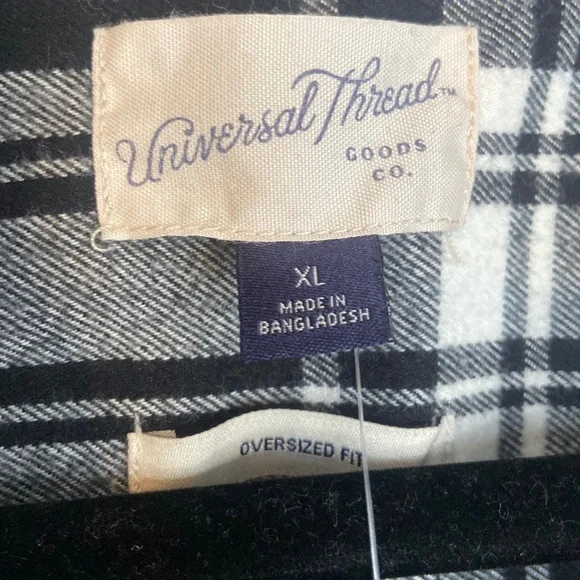 Universal Thread™
GOODS
CO.
XL
MADE IN
BANGLADESH
OVERSIZED FIT